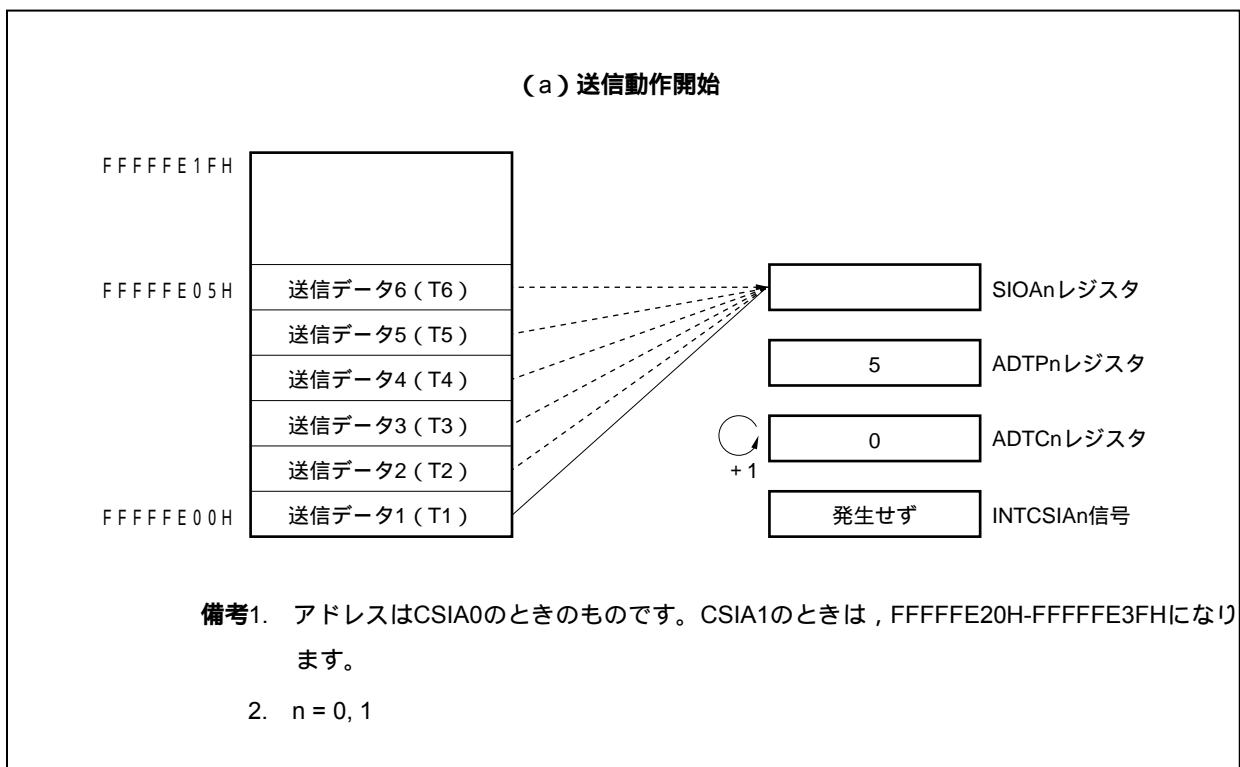 （a）送信動作開始
FFFFFE1FH
FFFFFE05H 送信データ6（T6） SIOAnレジスタ
送信データ5（T5）
送信データ4（T4） 5 ADTPnレジスタ
送信データ3（T3）
0 ADTCnレジスタ
送信データ2（T2） +1
FFFFFE00H 送信データ1（T1） 発生せず INTCSIAn信号
備考1. アドレスはCSIA0のときのものです。CSIA1のときは，FFFFFE20H-FFFFFE3FHになり
ます。
2. n = 0, 1